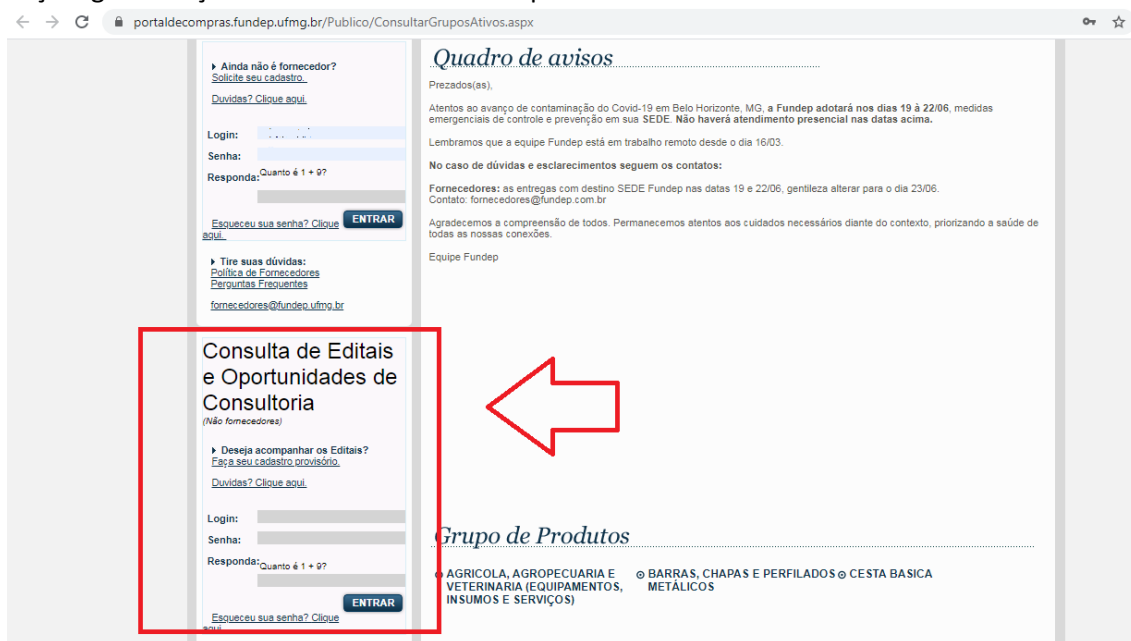 portaldecompras.fundep.ufmg.br/Publico/ConsultarGruposAtivos.aspx
Ainda não é fornecedor?
Solicite seu cadastro.
Duvidas? Clique aqui.
Login:
Senha:
Responda: Quanto é 1 + 9?
Esqueceu sua senha? Clique ENTRAR
aqui.
Tire suas dúvidas:
Política de Fornecedores
Perguntas Frequentes
fornecedores@fundep.ufmg.br
Consulta de Editais
e Oportunidades de
Consultoria
(Não fornecedores)
Deseja acompanhar os Editais?
Faça seu cadastro provisório.
Duvidas? Clique aqui.
Login:
Senha:
Responda: Quanto é 1 + 9?
ENTRAR
Esqueceu sua senha? Clique
Quadro de avisos
Prezados(as),
Atentos ao avanço de contaminação do Covid-19 em Belo Horizonte, MG, a Fundep adotará nos dias 19 à 22/06, medidas
emergenciais de controle e prevenção em sua SEDE. Não haverá atendimento presencial nas datas acima.
Lembramos que a equipe Fundep está em trabalho remoto desde o dia 16/03.
No caso de dúvidas e esclarecimentos seguem os contatos:
Fornecedores: as entregas com destino SEDE Fundep nas datas 19 e 22/06, gentileza alterar para o dia 23/06.
Contato: fornecedores@fundep.com.br
Agradecemos a compreensão de todos. Permanecemos atentos aos cuidados necessários diante do contexto, priorizando a saúde de
todas as nossas conexões.
Equipe Fundep
Grupo de Produtos
AGRICOLA, AGROPECUARIA E
VETERINARIA (EQUIPAMENTOS,
INSUMOS E SERVIÇOS)
BARRAS, CHAPAS E PERFILADOS
METÁLICOS
CESTA BASICA